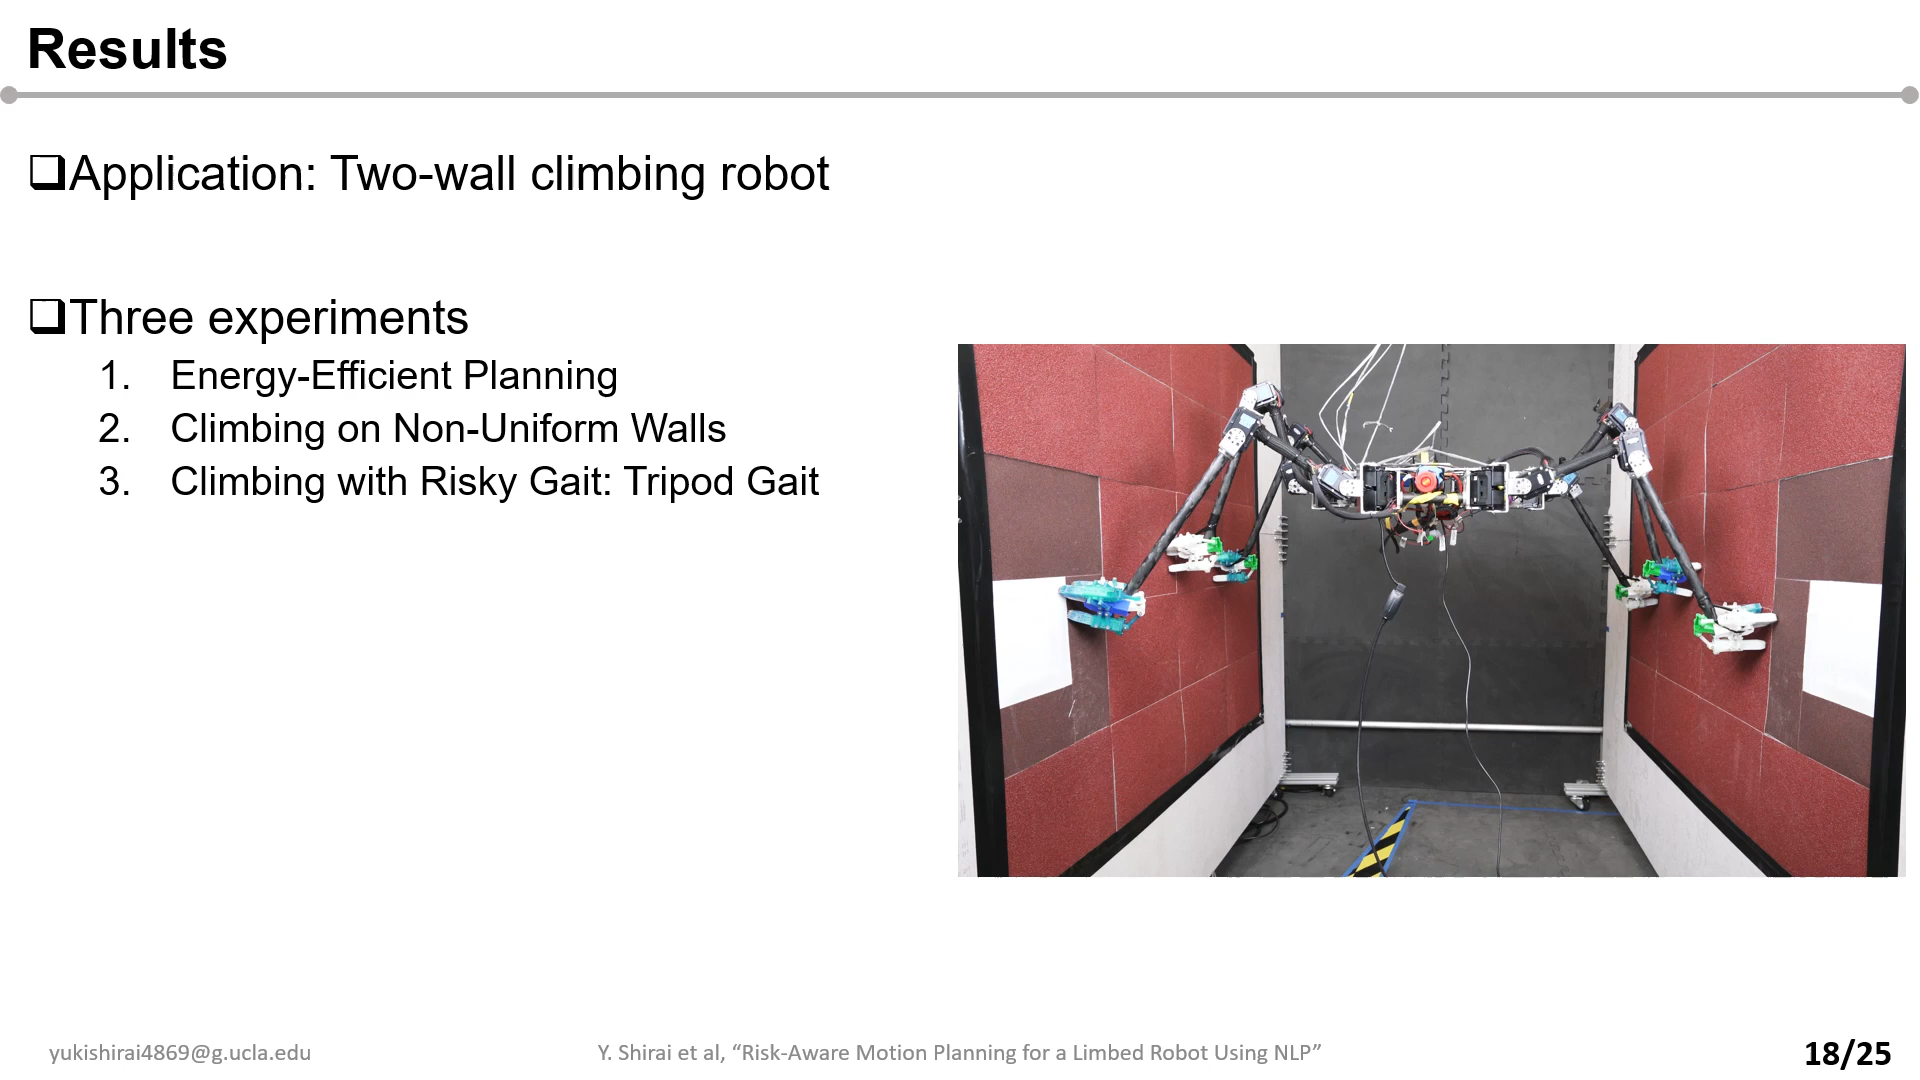 Results
❑Application: Two-wall climbing robot
❑Three experiments
1. Energy-Efficient Planning
2. Climbing on Non-Uniform Walls
3. Climbing with Risky Gait: Tripod Gait
yukishirai4869@g.ucla.edu
Y. Shirai et al, “Risk-Aware Motion Planning for a Limbed Robot Using NLP”
18/25